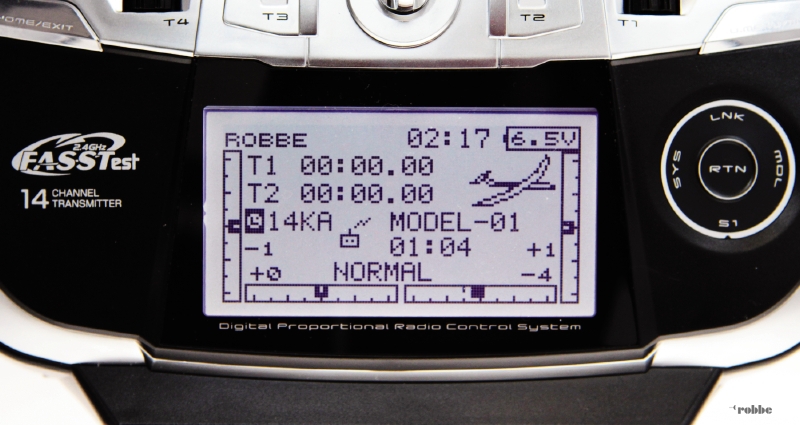 HOME/EXIT
T4
T3
T2
T1
2.4GHz
FASSTest
14 CHANNEL
TRANSMITTER
ROBBE 02:17 6.5V
T1 00:00.00
T2 00:00.00
14KA MODEL-01
-1 01:04 +1
+0 NORMAL -4
Digital Proportional Radio Control System
LNK
SYS
RTN
MDL
S1
robbe